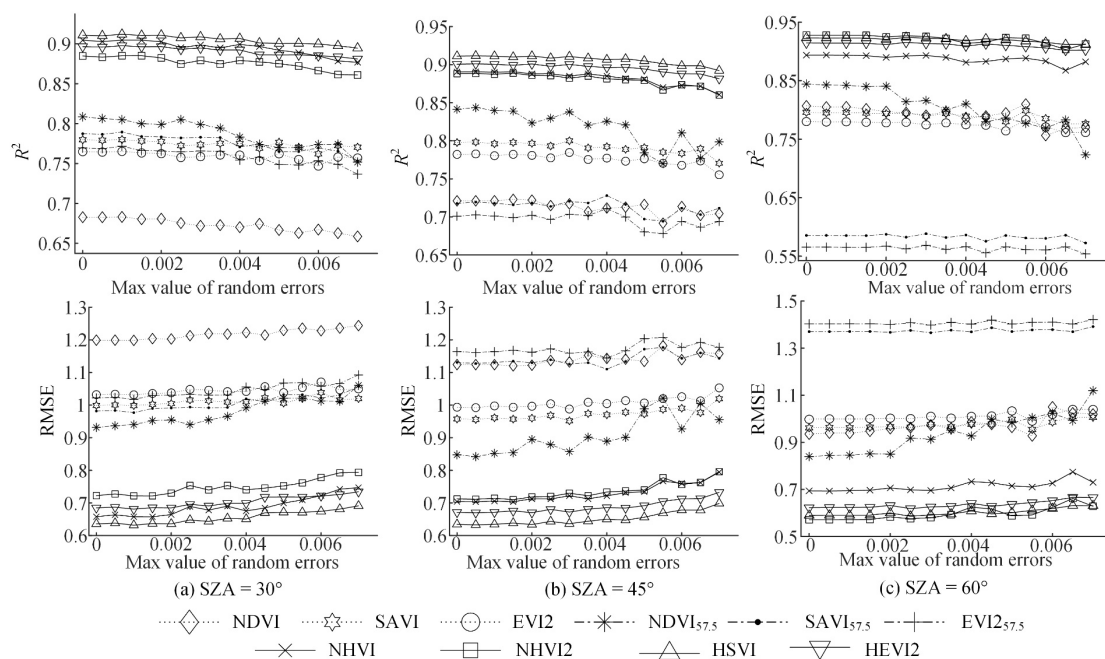 0.9
0.85
0.8
0.75
0.7
0.65
R²
0 0.002 0.004 0.006
Max value of random errors
0.95
0.9
0.85
0.8
0.75
0.7
0.65
R²
0 0.002 0.004 0.006
Max value of random errors
0.95
0.85
0.75
0.65
0.55
R²
0 0.002 0.004 0.006
Max value of random errors
1.3
1.2
1.1
1
0.9
0.8
0.7
0.6
RMSE
0 0.002 0.004 0.006
Max value of random errors
(a) SZA = 30°
1.3
1.2
1.1
1
0.9
0.8
0.7
0.6
RMSE
0 0.002 0.004 0.006
Max value of random errors
(b) SZA = 45°
1.5
1.3
1.1
0.9
0.7
0.5
RMSE
0 0.002 0.004 0.006
Max value of random errors
(c) SZA = 60°
NDVI SAVI EVI2 NDVI57.5 SAVI57.5 EVI257.5
NHVI NHVI2 HSVI HEVI2